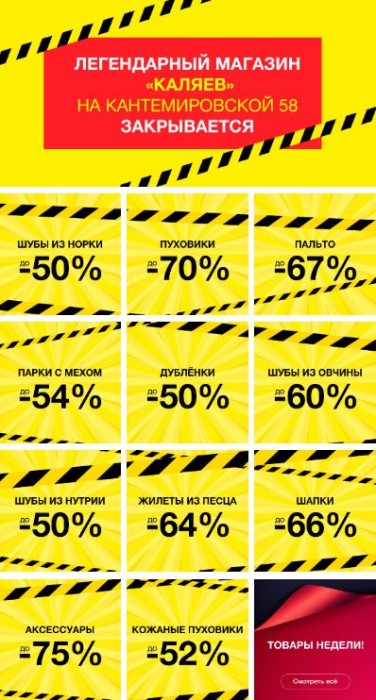 ЛЕГЕНДАРНЫЙ МАГАЗИН
«КАЛЯЕВ»
НА КАНТЕМИРОВСКОЙ 58
ЗАКРЫВАЕТСЯ
ШУБЫ ИЗ НОРКИ
до -50%
ПУХОВИКИ
до -70%
ПАЛЬТО
до -67%
ПАРКИ С МЕХОМ
до -54%
ДУБЛЁНКИ
до -50%
ШУБЫ ИЗ ОВЧИНЫ
до -60%
ШУБЫ ИЗ НУТРИИ
до -50%
ЖИЛЕТЫ ИЗ ПЕСЦА
до -64%
ШАПКИ
до -66%
АКСЕССУАРЫ
до -75%
КОЖАНЫЕ ПУХОВИКИ
до -52%
ТОВАРЫ НЕДЕЛИ!
Смотреть всё